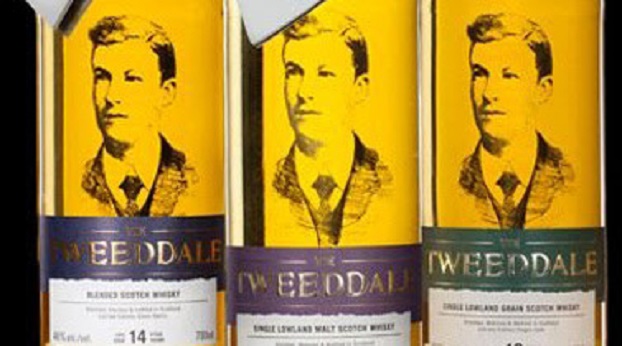 THE
TWEEDDALE
BLENDED SCOTCH WHISKY
14
THE
TWEEDDALE
SINGLE LOWLAND MALT SCOTCH WHISKY
THE
TWEEDDALE
SINGLE LOWLAND GRAIN SCOTCH WHISKY